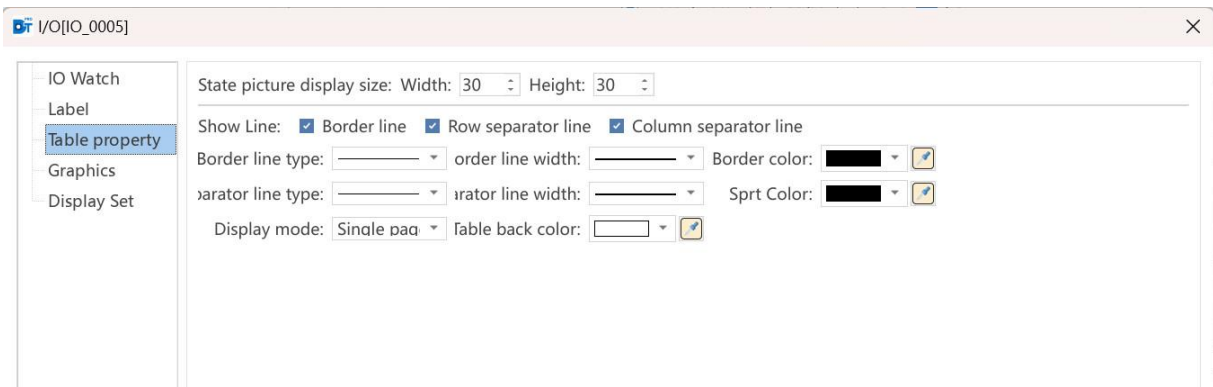 I/O[IO_0005]
IO Watch
Label
Table property
Graphics
Display Set
State picture display size: Width: 30 Height: 30
Show Line: Border line Row separator line Column separator line
Border line type: order line width: Border color:
parator line type: arator line width: Sprt Color:
Display mode: Single pag Table back color: